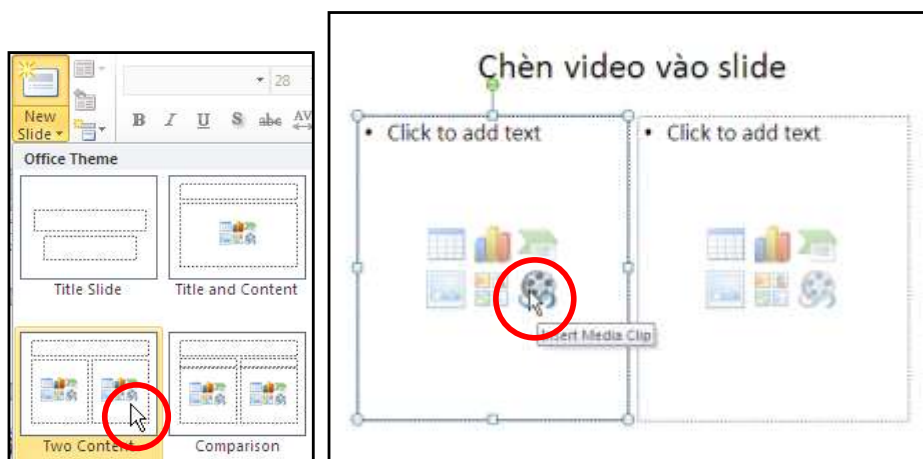 28
New
Slide
B I U S abc AV
Office Theme
Title Slide
Title and Content
Two Content
Comparison
Chèn video vào slide
• Click to add text
• Click to add text
Insert Media Clip